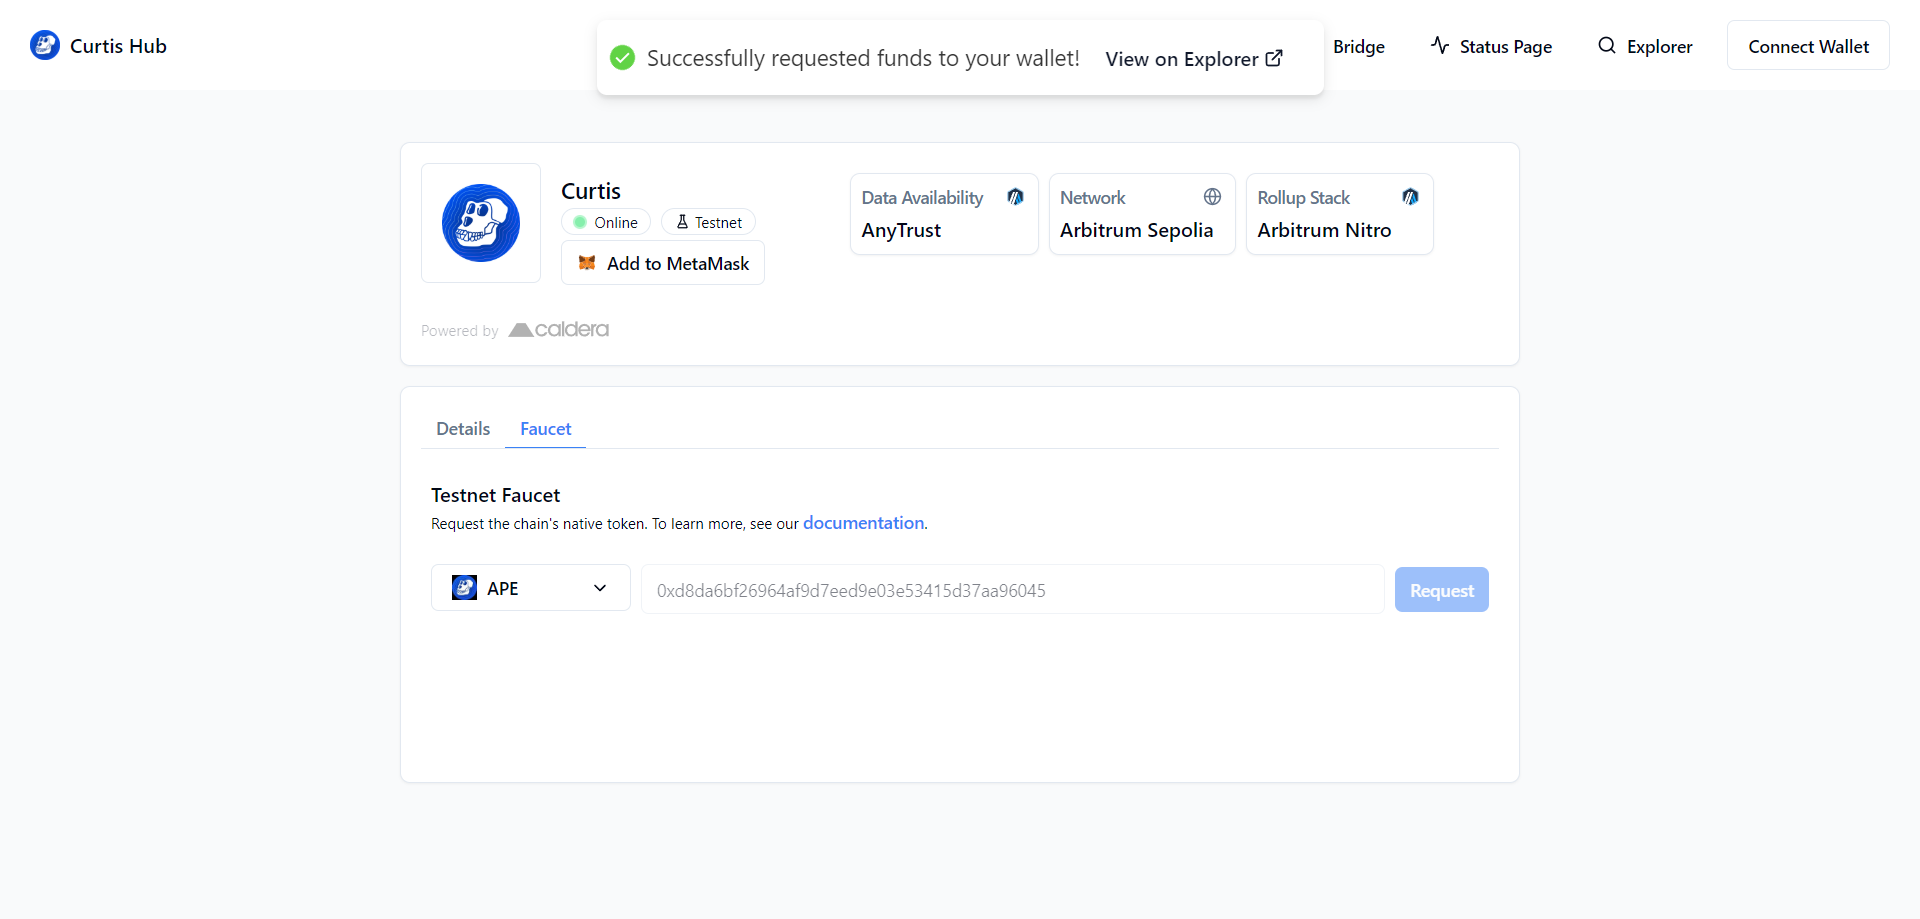 Curtis Hub
Successfully requested funds to your wallet! View on Explorer
Bridge
Status Page
Explorer
Connect Wallet
Curtis
Online
Testnet
Add to MetaMask
Data Availability
AnyTrust
Network
Arbitrum Sepolia
Rollup Stack
Arbitrum Nitro
Powered by caldera
Details
Faucet
Testnet Faucet
Request the chain's native token. To learn more, see our documentation.
APE
0xd8da6bf26964af9d7eed9e03e53415d37aa96045
Request